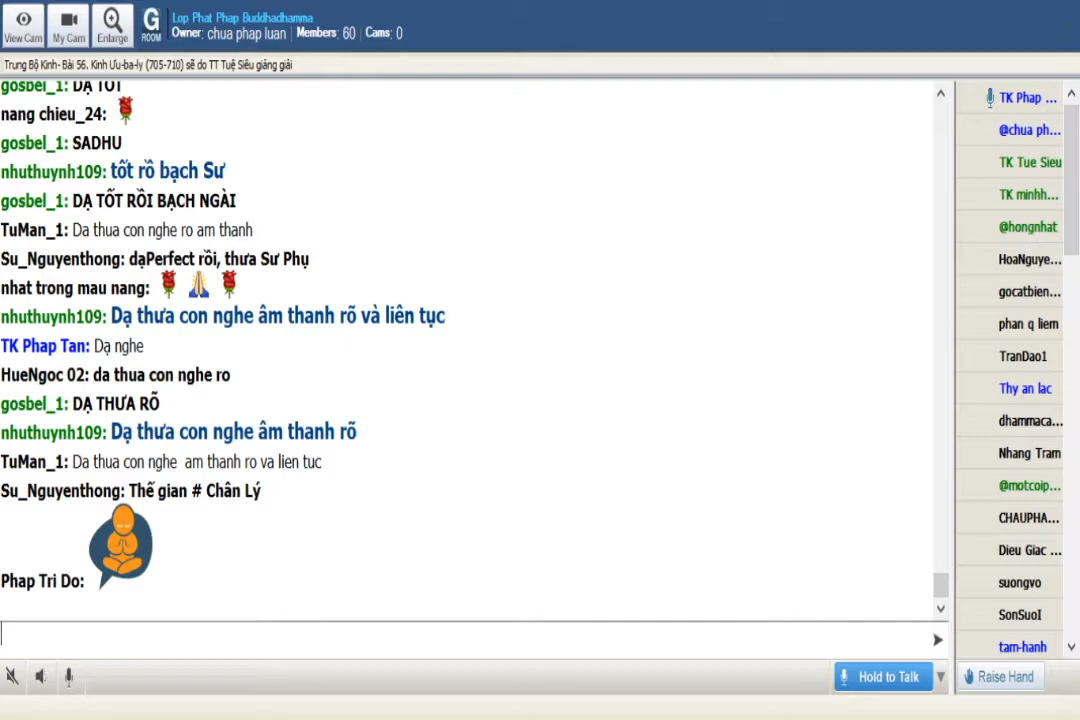 View Cam
My Cam
Enlarge
G
ROOM
Lop Phat Phap Buddhadhamma
Owner: chua phap luan | Members: 60 | Cams: 0
Trung Bộ Kinh- Bài 56. Kinh Ưu-ba-ly (705-710) sẽ do TT Tuệ Siêu giảng giải
gosbel_1: DẠ TỐT
nang chieu_24:
gosbel_1: SADHU
nhuthuynh109: tốt rồ bạch Sư
gosbel_1: DẠ TỐT RỒI BẠCH NGÀI
TuMan_1: Da thua con nghe ro am thanh
Su_Nguyenthong: dạPerfect rồi, thưa Sư Phụ
nhat trong mau nang:
nhuthuynh109: Dạ thưa con nghe âm thanh rõ và liên tục
TK Phap Tan: Dạ nghe
HueNgoc 02: da thua con nghe ro
gosbel_1: DẠ THƯA RÕ
nhuthuynh109: Dạ thưa con nghe âm thanh rõ
TuMan_1: Da thua con nghe  am thanh ro va lien tuc
Su_Nguyenthong: Thế gian # Chân Lý
Phap Tri Do:
TK Phap ...
@chua ph...
TK Tue Sieu
TK minhh...
@hongnhat
HoaNguye...
gocatbien...
phan q liem
TranDao1
Thy an lac
dhammaca...
Nhang Tram
@motcoip...
CHAUPHA...
Dieu Giac ...
suongvo
SonSuoI
tam-hanh
Hold to Talk
Raise Hand